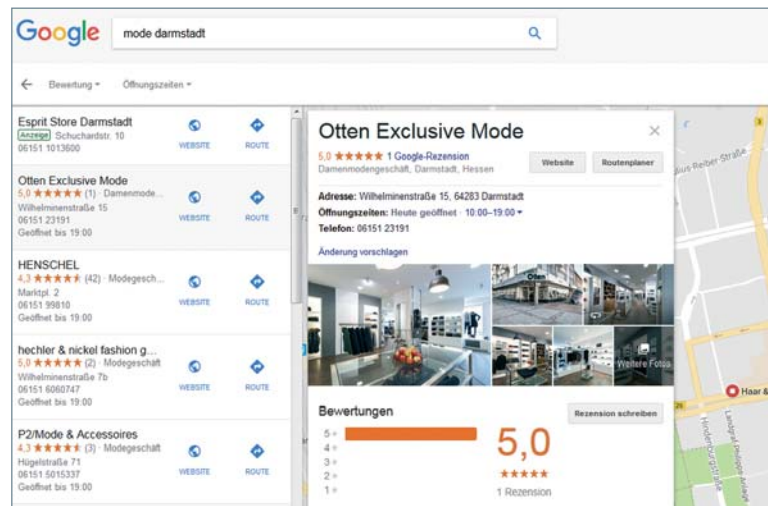 Google
mode darmstadt
Bewertung
Öffnungszeiten
Esprit Store Darmstadt
Anzeige Schuchardstr. 10
06151 1013600
WEBSITE
ROUTE
Otten Exclusive Mode
5,0 ★★★★★ (1) · Damenmode...
Wilhelminenstraße 15
06151 23191
Geöffnet bis 19:00
WEBSITE
ROUTE
HENSCHEL
4,3 (42) · Modegesch...
Marktpl. 2
06151 99810
Geöffnet bis 19:00
WEBSITE
ROUTE
hechler & nickel fashion g...
5,0 ★★★★★ (2) · Modegeschäft
Wilhelminenstraße 7b
06151 6060747
Geöffnet bis 19:00
WEBSITE
ROUTE
P2/Mode & Accessoires
4,3 (3) · Modegeschäft
Hügelstraße 71
06151 5015337
Geöffnet bis 19:00
WEBSITE
ROUTE
Otten Exclusive Mode
5,0 ★★★★★ 1 Google-Rezension
Damenmodengeschäft, Darmstadt, Hessen
Website
Routenplaner
Adresse: Wilhelminenstraße 15, 64283 Darmstadt
Öffnungszeiten: Heute geöffnet · 10:00–19:00
Telefon: 06151 23191
Änderung vorschlagen
Otten
Weitere Fotos
Bewertungen
Rezension schreiben
5
4
3
2
1
5,0
★★★★★
1 Rezension
3
Haar &
26
Hindenburgstraße
Landgraf-Philipps-Anlage